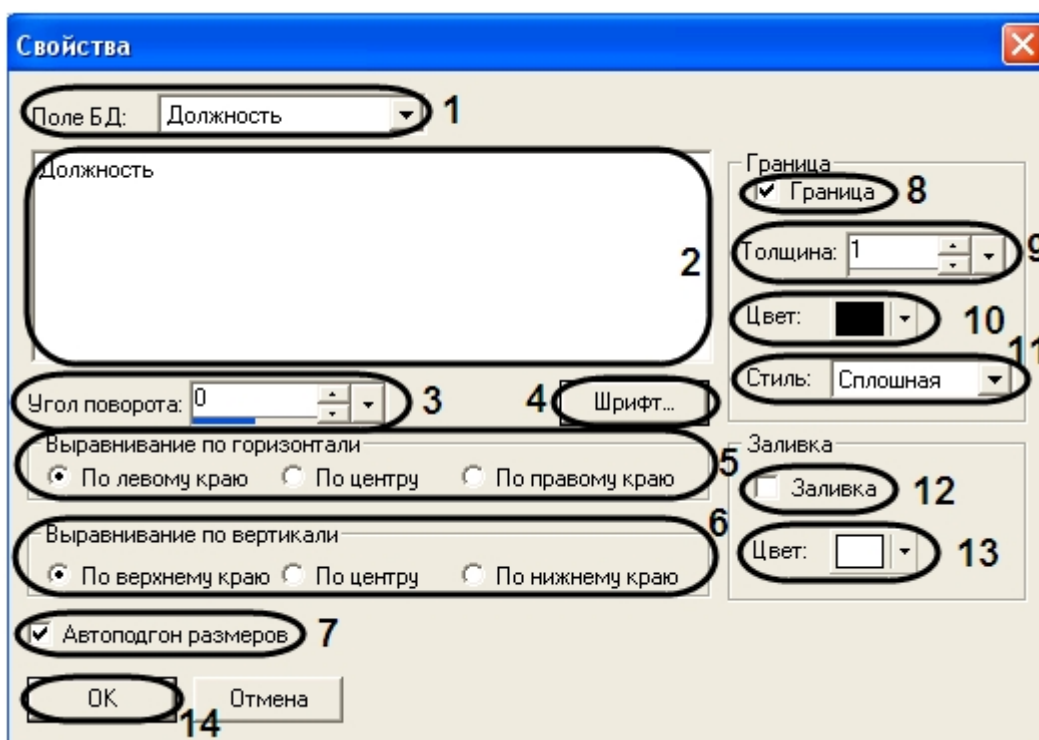 Свойства
Поле БД: Должность 1
Должность
2
Граница
Граница 8
Толщина: 1 9
Цвет: 10
Стиль: Сплошная 11
Угол поворота: 0 3
4 Шрифт...
Выравнивание по горизонтали
По левому краю По центру По правому краю 5
Выравнивание по вертикали 6
По верхнему краю По центру По нижнему краю
Заливка
Заливка 12
Цвет: 13
Автоподгон размеров 7
OK 14 Отмена